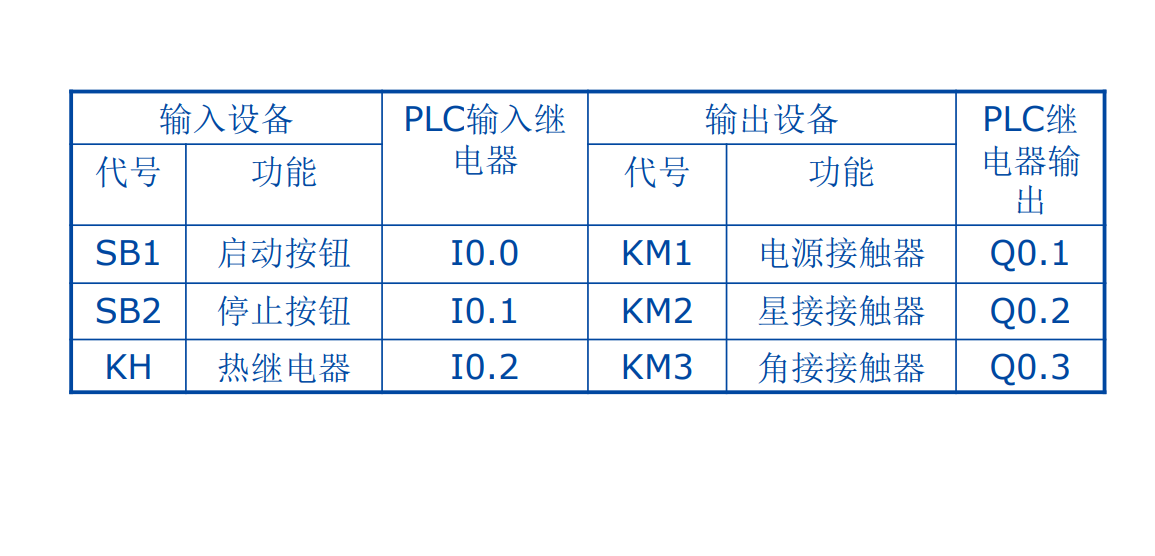 输入设备
PLC输入继
电器
输出设备
PLC继
电器输
出
代号
功能
代号
功能
SB1
启动按钮
I0.0
KM1
电源接触器
Q0.1
SB2
停止按钮
I0.1
KM2
星接接触器
Q0.2
KH
热继电器
I0.2
KM3
角接接触器
Q0.3